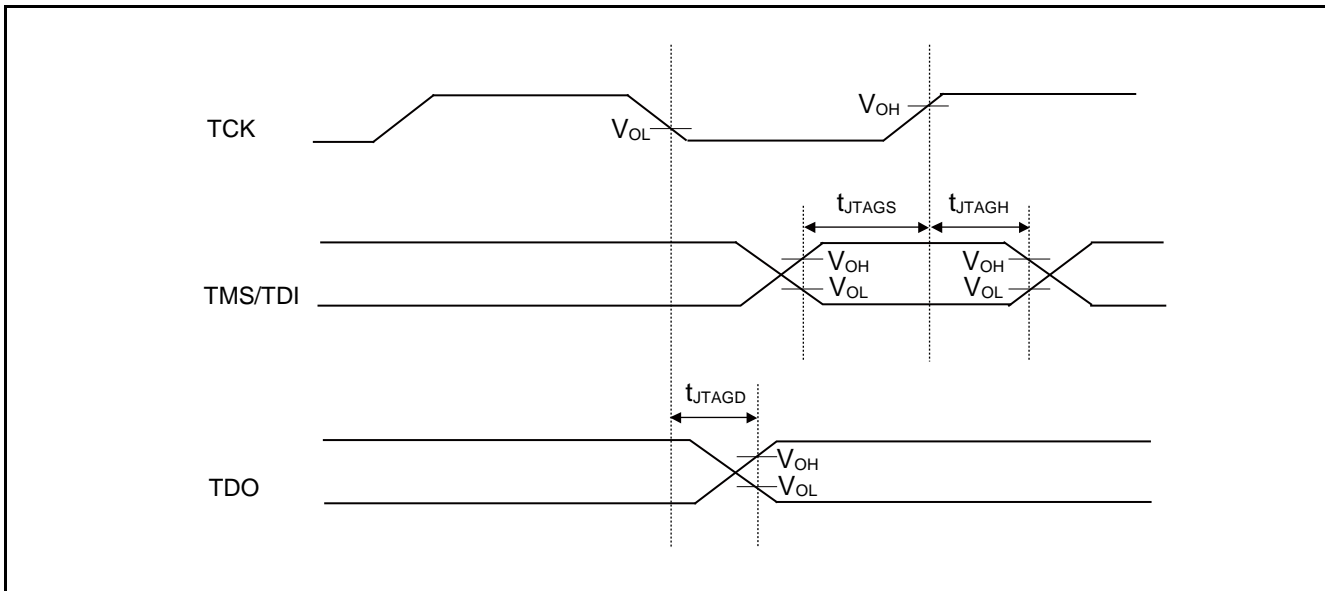 TCK
VOL
VOH
tJTAGS
tJTAGH
TMS/TDI
VOH
VOL
VOH
VOL
tJTAGD
TDO
VOH
VOL